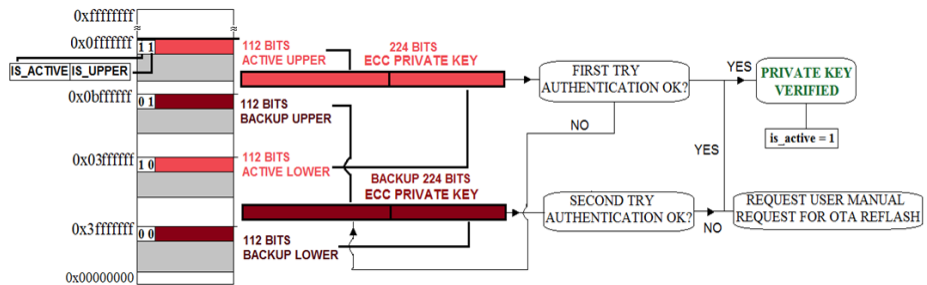 0xffffffff
0x0fffffff
1 1
IS_ACTIVE IS_UPPER
0x0bffffff
0 1
0x03ffffff
1 0
0x3fffffff
0 0
0x00000000
112 BITS
ACTIVE UPPER
224 BITS
ECC PRIVATE KEY
112 BITS
BACKUP UPPER
112 BITS
ACTIVE LOWER
BACKUP 224 BITS
ECC PRIVATE KEY
112 BITS
BACKUP LOWER
FIRST TRY
AUTHENTICATION OK?
YES
NO
PRIVATE KEY
VERIFIED
is_active = 1
YES
SECOND TRY
AUTHENTICATION OK?
NO
REQUEST USER MANUAL
REQUEST FOR OTA REFLASH